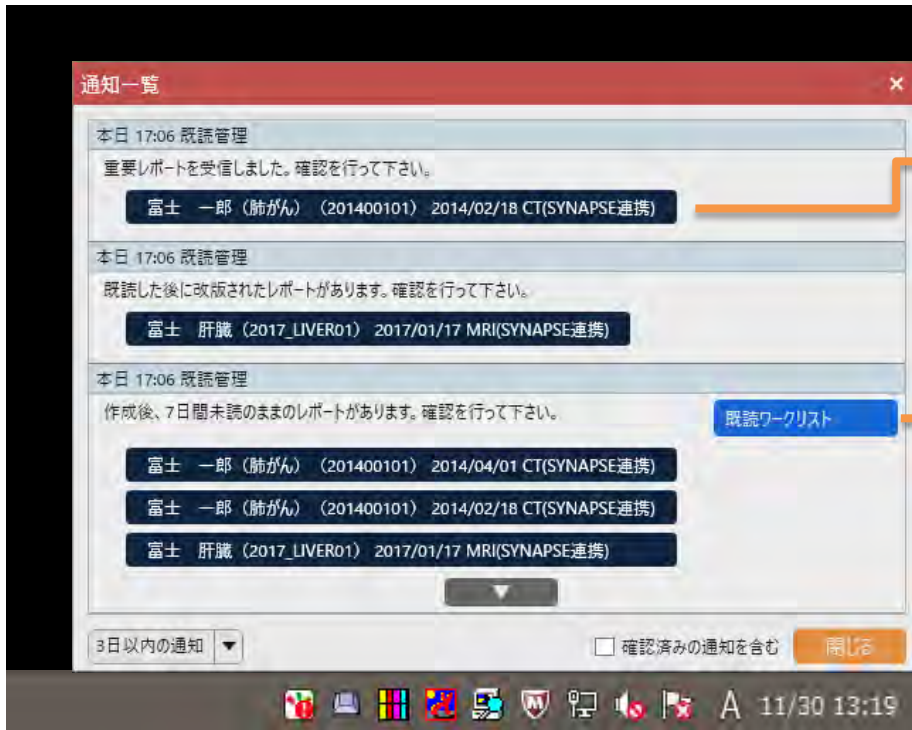 通知一覧
本日 17:06 既読管理
重要レポートを受信しました。確認を行って下さい。
富士　一郎（肺がん）（201400101） 2014/02/18 CT(SYNAPSE連携)
本日 17:06 既読管理
既読した後に改版されたレポートがあります。確認を行って下さい。
富士　肝臓（2017_LIVER01） 2017/01/17 MRI(SYNAPSE連携)
本日 17:06 既読管理
作成後、7日間未読のままのレポートがあります。確認を行って下さい。
既読ワークリスト
富士　一郎（肺がん）（201400101） 2014/04/01 CT(SYNAPSE連携)
富士　一郎（肺がん）（201400101） 2014/02/18 CT(SYNAPSE連携)
富士　肝臓（2017_LIVER01） 2017/01/17 MRI(SYNAPSE連携)
3日以内の通知
確認済みの通知を含む
閉じる
A 11/30 13:19